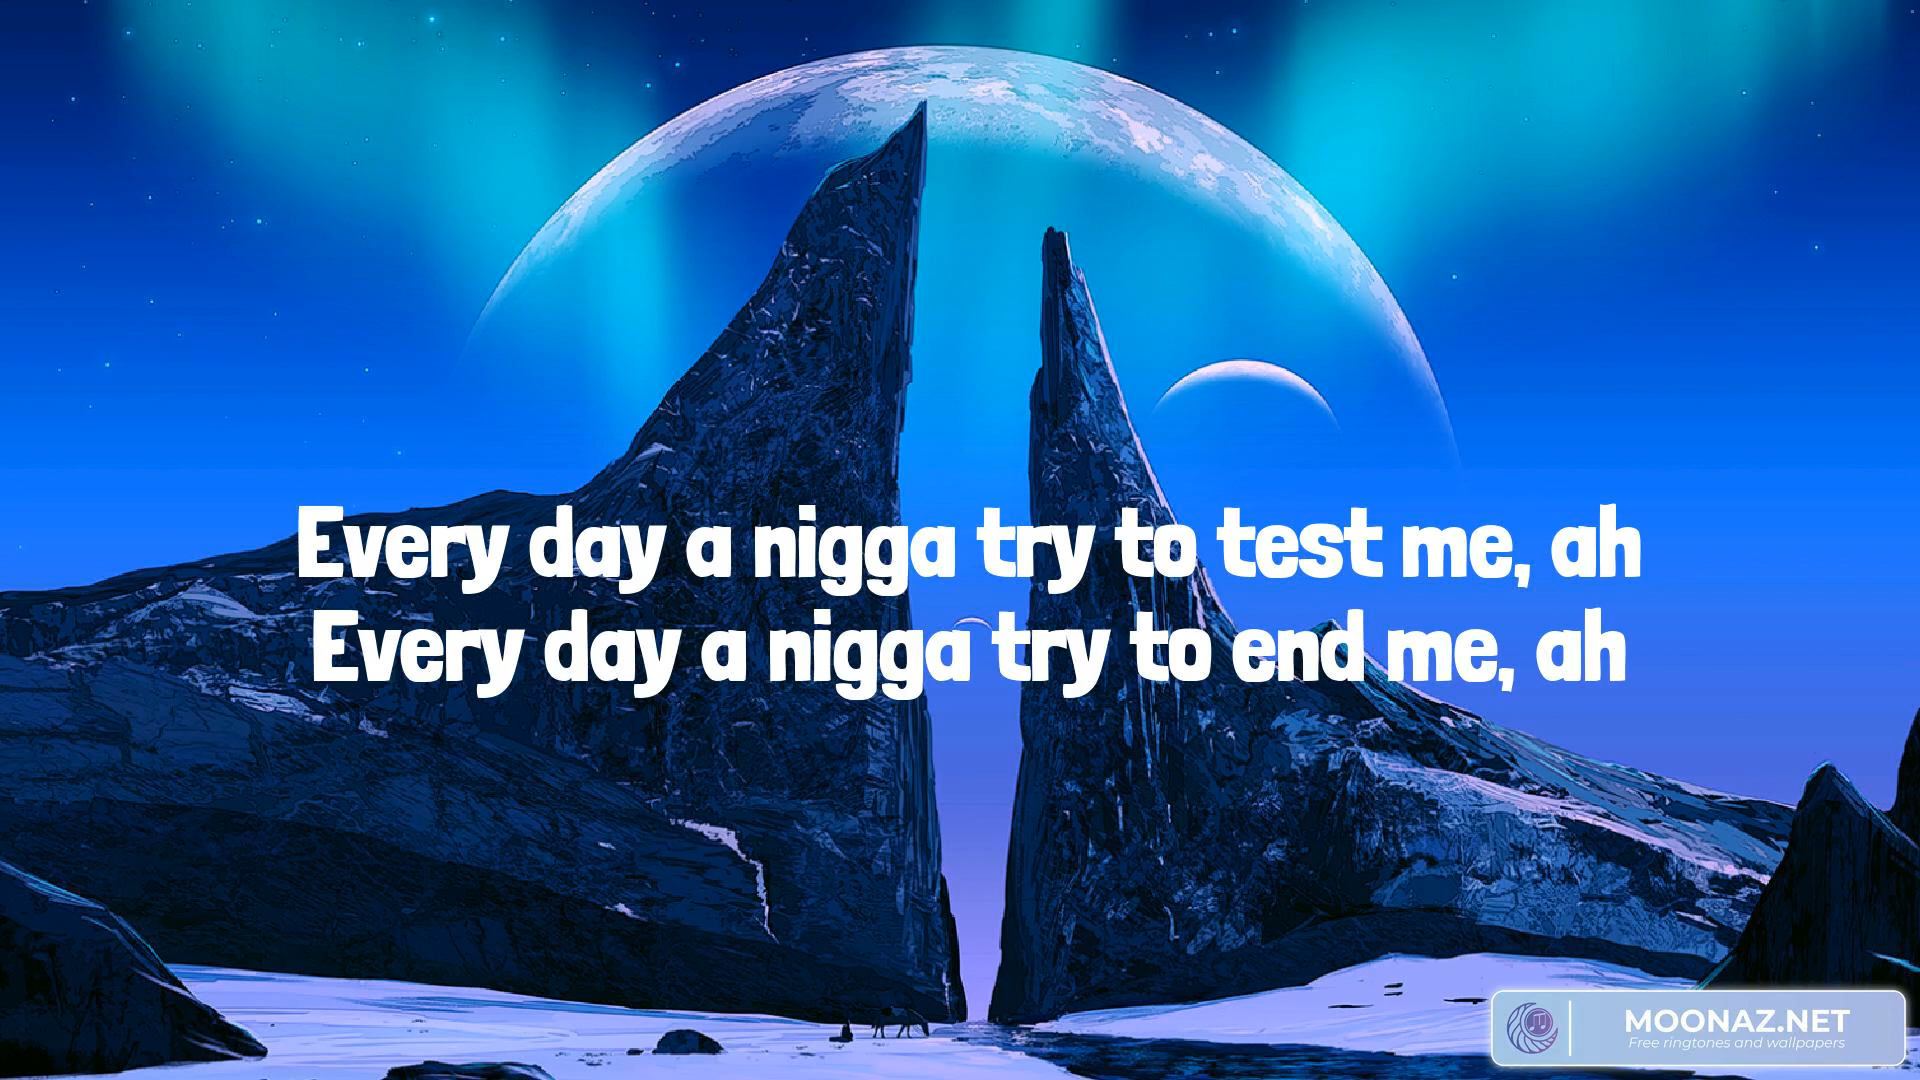 Every day a nigga try to test me, ah
Every day a nigga try to end me, ah
MOONAZ.NET
Free ringtones and wallpapers